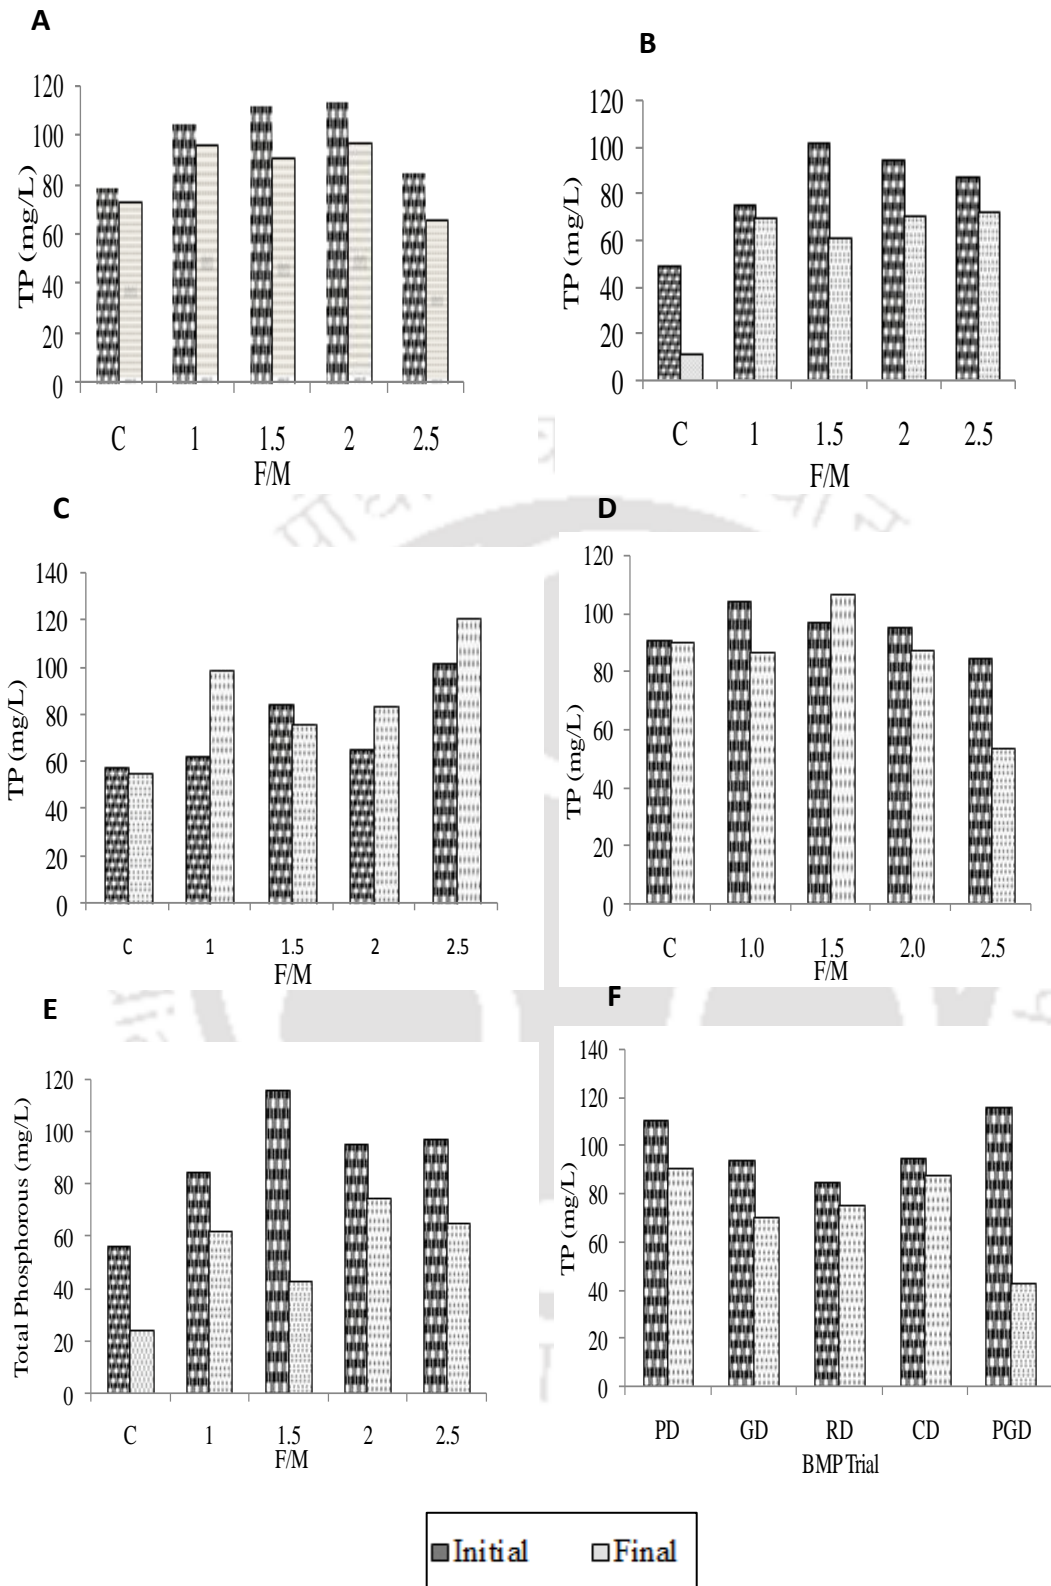 A
TP (mg/L)
120
100
80
60
40
20
0
C 1 1.5 2 2.5
F/M
B
TP (mg/L)
120
100
80
60
40
20
0
C 1 1.5 2 2.5
F/M
C
TP (mg/L)
140
120
100
80
60
40
20
0
C 1 1.5 2 2.5
F/M
D
TP (mg/L)
120
100
80
60
40
20
0
C 1.0 1.5 2.0 2.5
F/M
E
Total Phosphorous (mg/L)
120
100
80
60
40
20
0
C 1 1.5 2 2.5
F/M
F
TP (mg/L)
140
120
100
80
60
40
20
0
PD GD RD CD PGD
BMP Trial
Initial Final